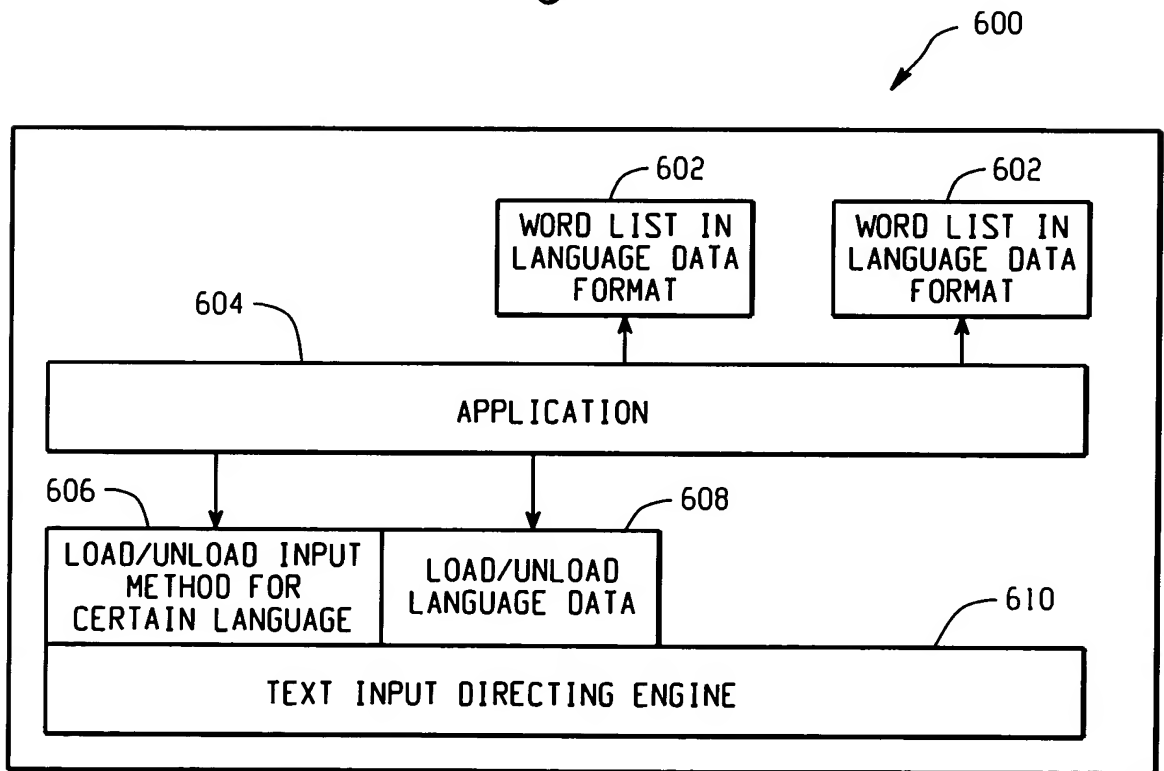 600
602
602
WORD LIST IN
LANGUAGE DATA
FORMAT
WORD LIST IN
LANGUAGE DATA
FORMAT
604
APPLICATION
606
608
LOAD/UNLOAD INPUT
METHOD FOR
CERTAIN LANGUAGE
LOAD/UNLOAD
LANGUAGE DATA
610
TEXT INPUT DIRECTING ENGINE